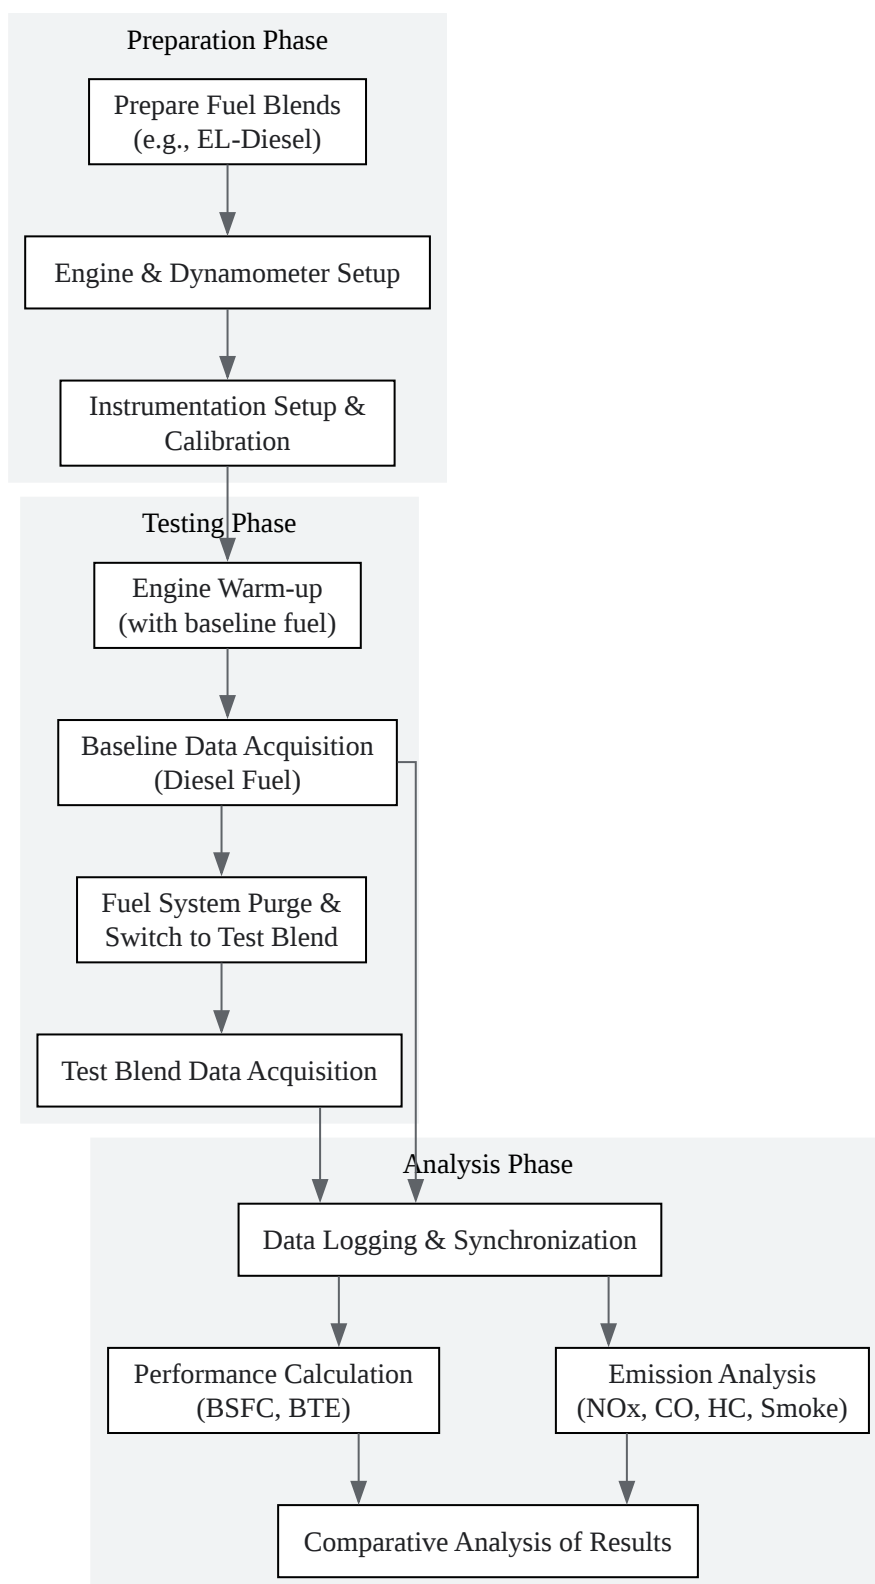 Preparation Phase
Prepare Fuel Blends
(e.g., EL-Diesel)
Engine & Dynamometer Setup
Instrumentation Setup &
Calibration
Testing Phase
Engine Warm-up
(with baseline fuel)
Baseline Data Acquisition
(Diesel Fuel)
Fuel System Purge &
Switch to Test Blend
Test Blend Data Acquisition
Analysis Phase
Data Logging & Synchronization
Performance Calculation
(BSFC, BTE)
Emission Analysis
(NOx, CO, HC, Smoke)
Comparative Analysis of Results